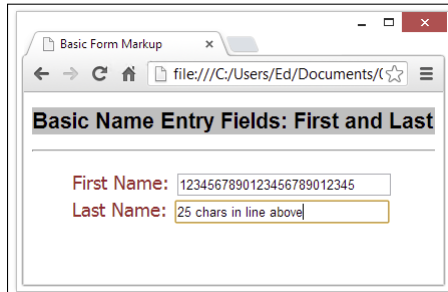 Basic Form Markup
file:///C:/Users/Ed/Documents/(
Basic Name Entry Fields: First and Last
First Name: 1234567890123456789012345
Last Name: 25 chars in line above